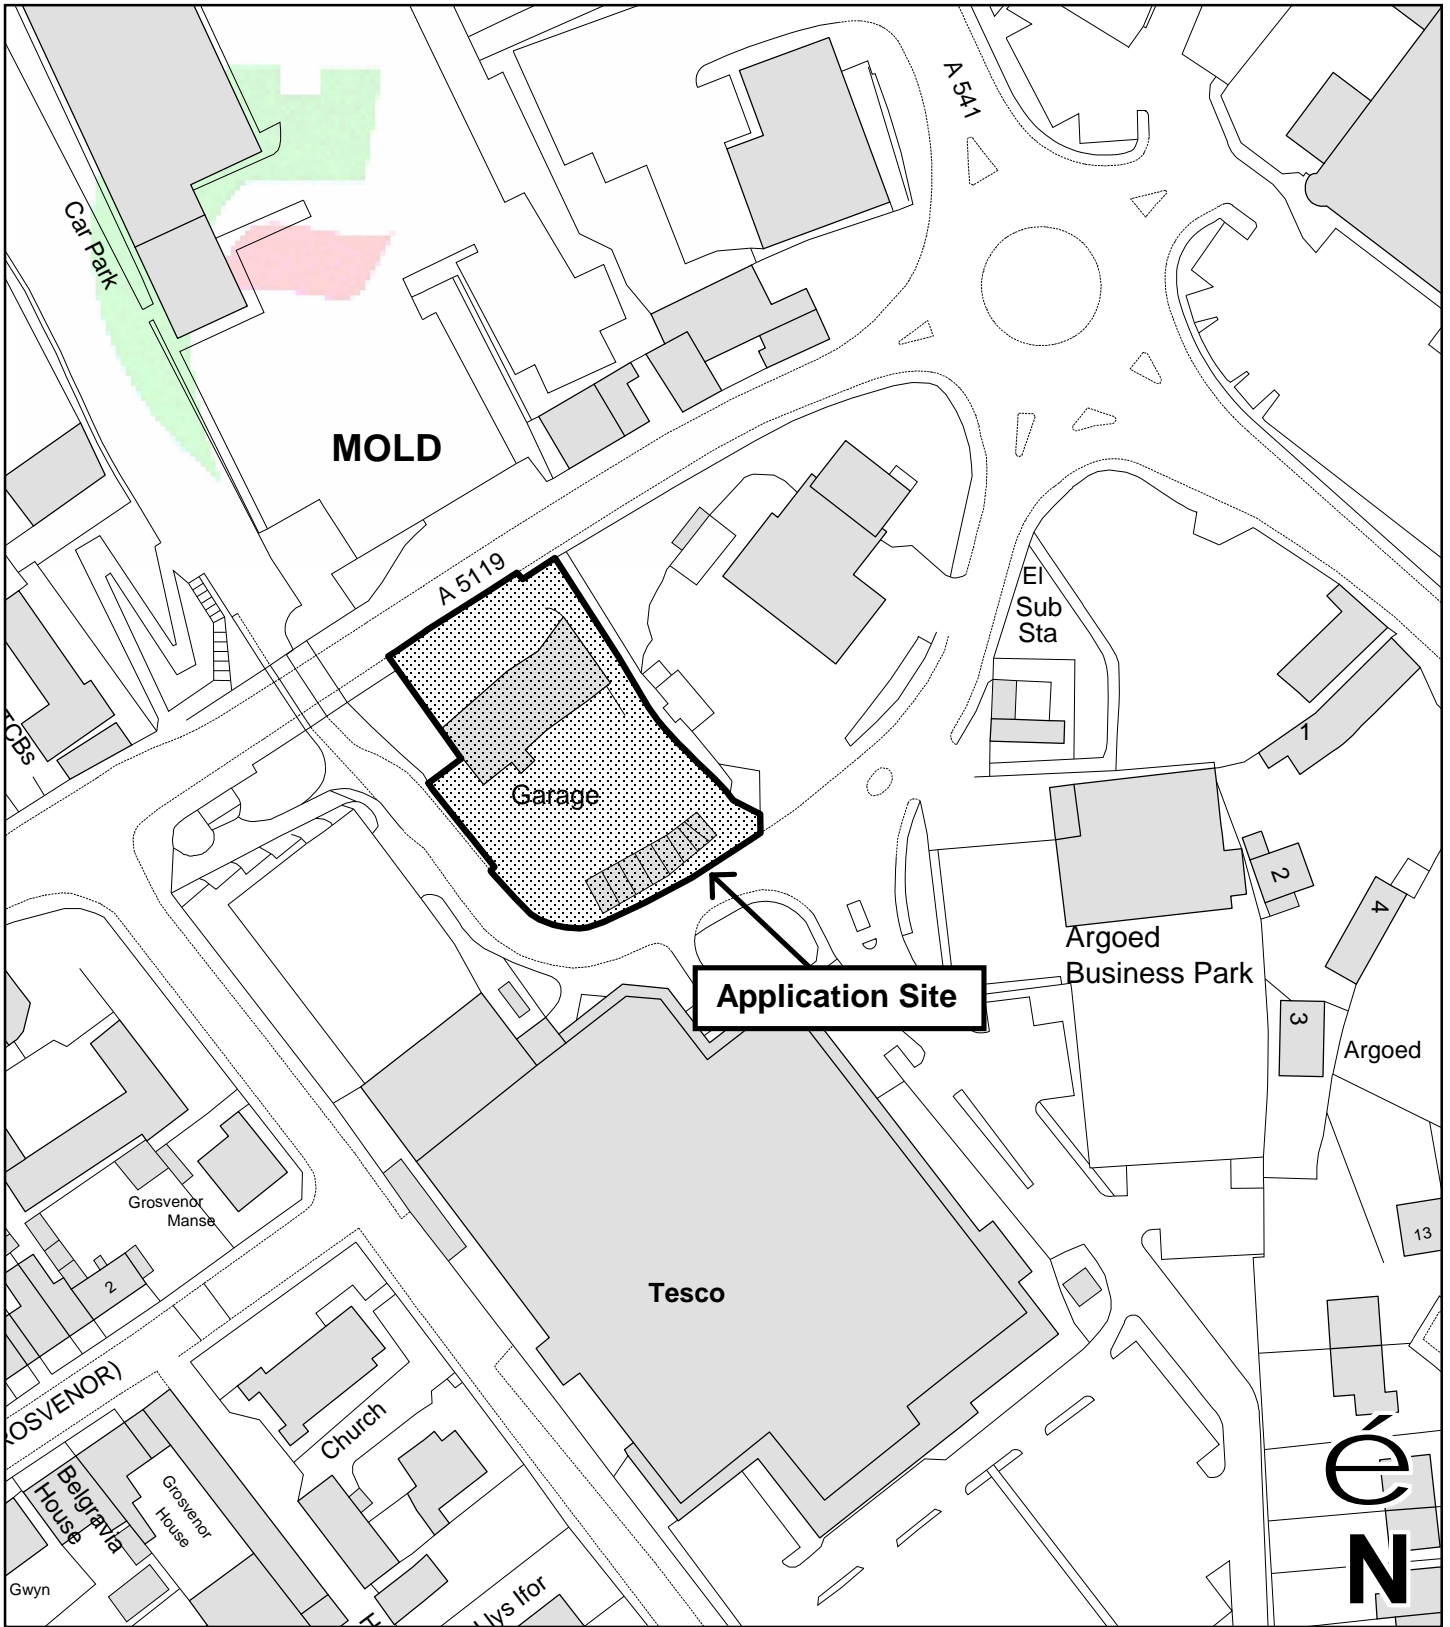 A 541
Car Park
MOLD
A 5119
El
Sub
Sta
TCBs
1
Garage
2
4
Argoed
Business Park
Application Site
3
Argoed
Grosvenor
Manse
13
2
Tesco
ROSVENOR)
Church
é
Belgravia
House
Grosvenor
House
N
Gwyn
Llys Ifor
H